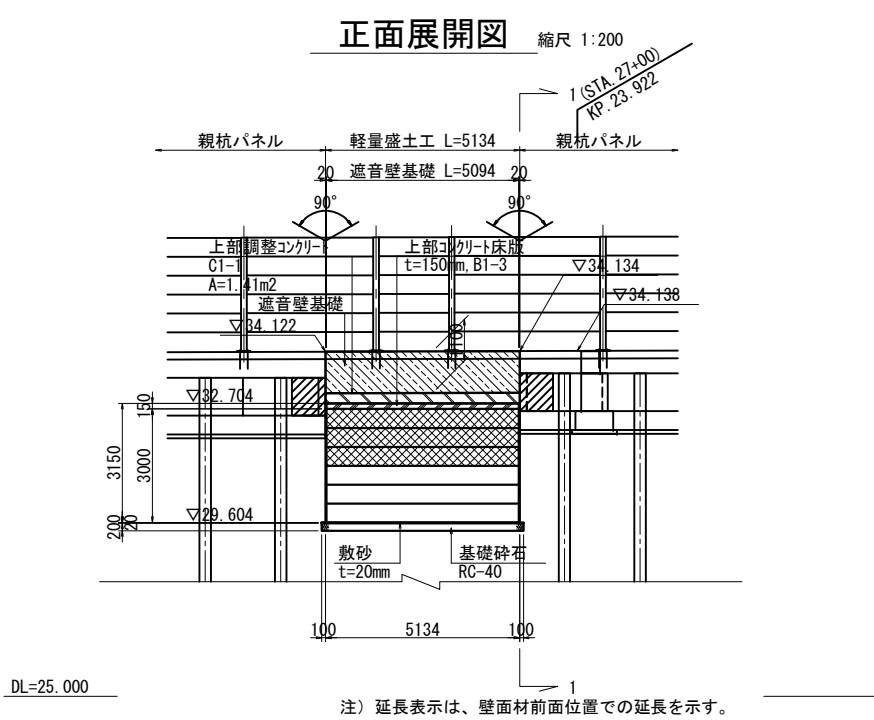 正面展開図
縮尺 1:200
1 (STA. 27+00)
KP. 23.922
親杭パネル
軽量盛土工 L=5134
親杭パネル
20
遮音壁基礎 L=5094
20
90°
90°
上部調整コンクリート
C1-1
A=1.41m2
上部コンクリート床版
t=150mm, B1-3
▽34.134
▽34.138
遮音壁基礎
▽34.122
1100
▽32.704
150
3150
3000
▽29.604
200
20
敷砂
t=20mm
基礎砕石
RC-40
100
5134
100
DL=25.000
1
注）延長表示は、壁面材前面位置での延長を示す。